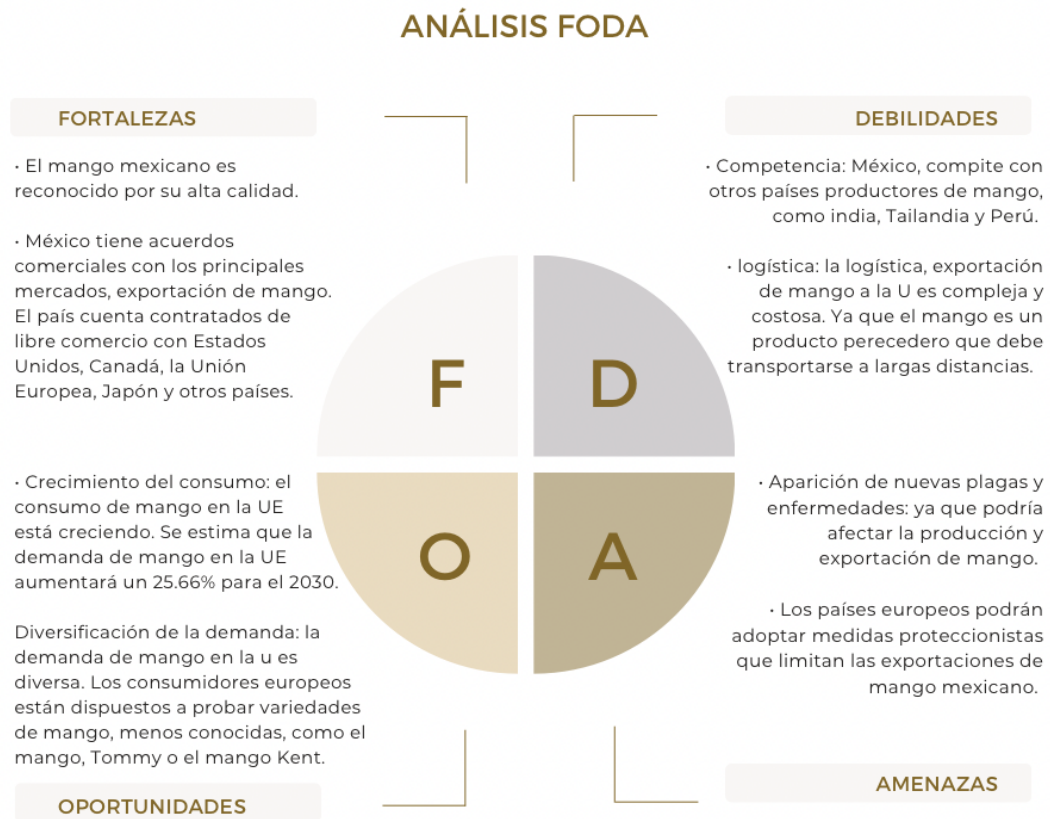 ANÁLISIS FODA
FORTALEZAS
• El mango mexicano es
reconocido por su alta calidad.
• México tiene acuerdos
comerciales con los principales
mercados, exportación de mango.
El país cuenta contratados de
libre comercio con Estados
Unidos, Canadá, la Unión
Europea, Japón y otros países.
DEBILIDADES
• Competencia: México, compite con
otros países productores de mango,
como india, Tailandia y Perú.
• logística: la logística, exportación
de mango a la U es compleja y
costosa. Ya que el mango es un
producto perecedero que debe
transportarse a largas distancias.
F
D
O
A
• Crecimiento del consumo: el
consumo de mango en la UE
está creciendo. Se estima que la
demanda de mango en la UE
aumentará un 25.66% para el 2030.
Diversificación de la demanda: la
demanda de mango en la u es
diversa. Los consumidores europeos
están dispuestos a probar variedades
de mango, menos conocidas, como el
mango, Tommy o el mango Kent.
OPORTUNIDADES
• Aparición de nuevas plagas y
enfermedades: ya que podría
afectar la producción y
exportación de mango.
• Los países europeos podrán
adoptar medidas proteccionistas
que limitan las exportaciones de
mango mexicano.
AMENAZAS